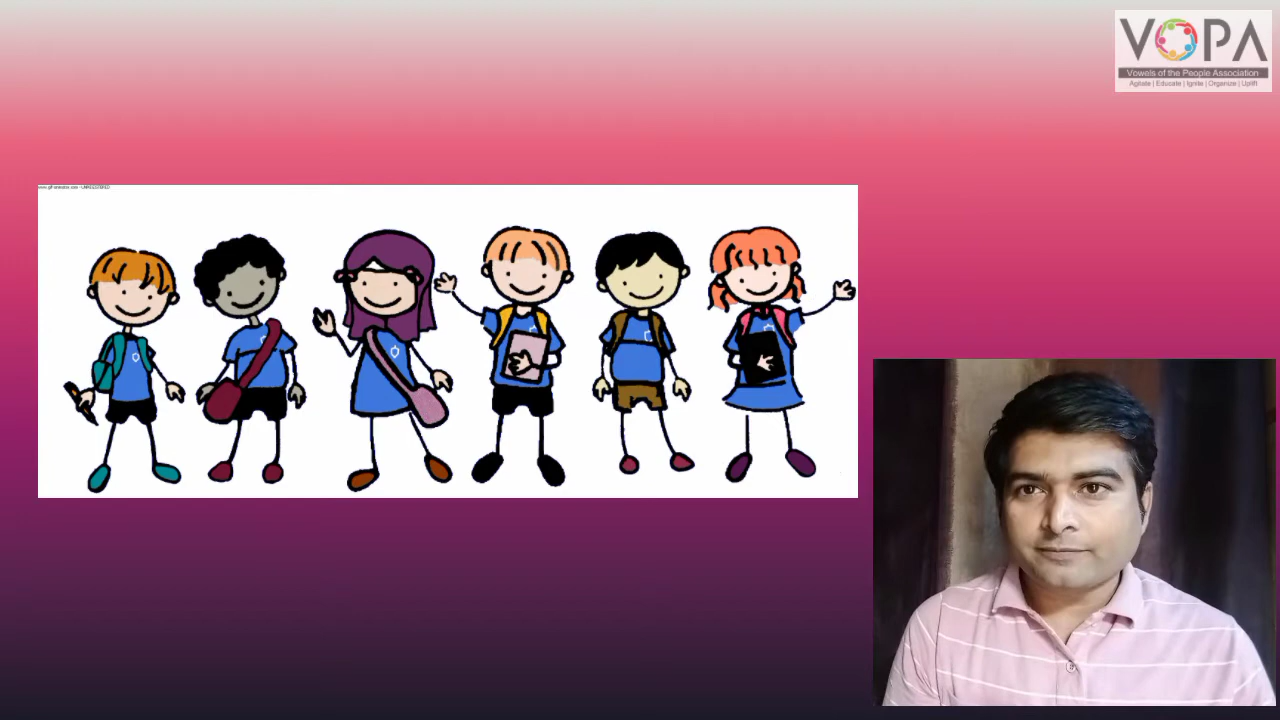 VOPA
Vowels of the People Association
Agitate | Educate | Ignite | Organize | Uplift